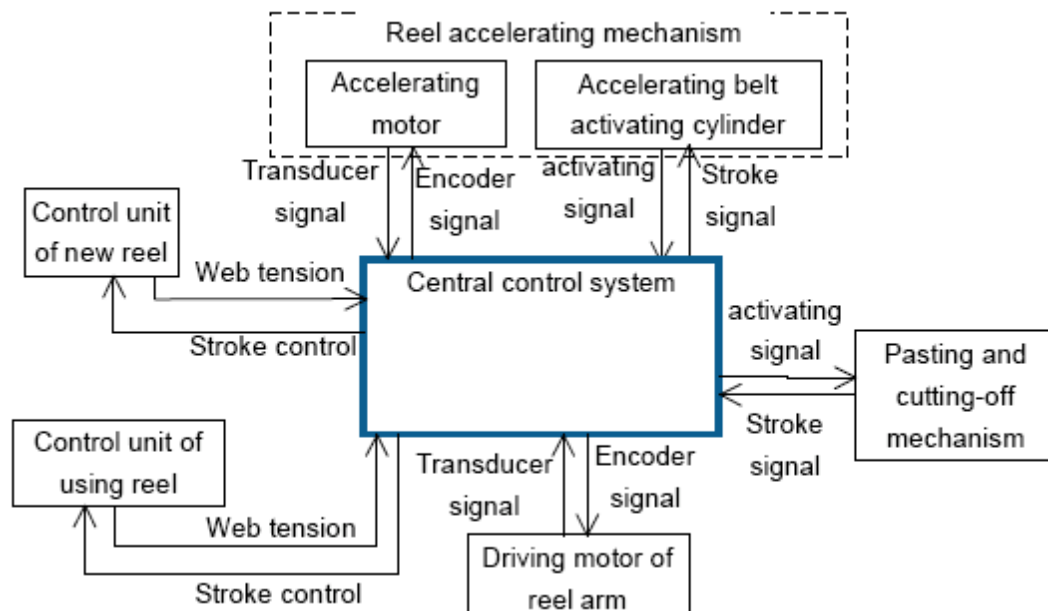 Reel accelerating mechanism
Accelerating
motor
Accelerating belt
activating cylinder
Transducer
signal
Encoder
signal
activating
signal
Stroke
signal
Control unit
of new reel
Web tension
Stroke control
Central control system
activating
signal
Stroke
signal
Pasting and
cutting-off
mechanism
Control unit of
using reel
Web tension
Stroke control
Transducer
signal
Encoder
signal
Driving motor of
reel arm